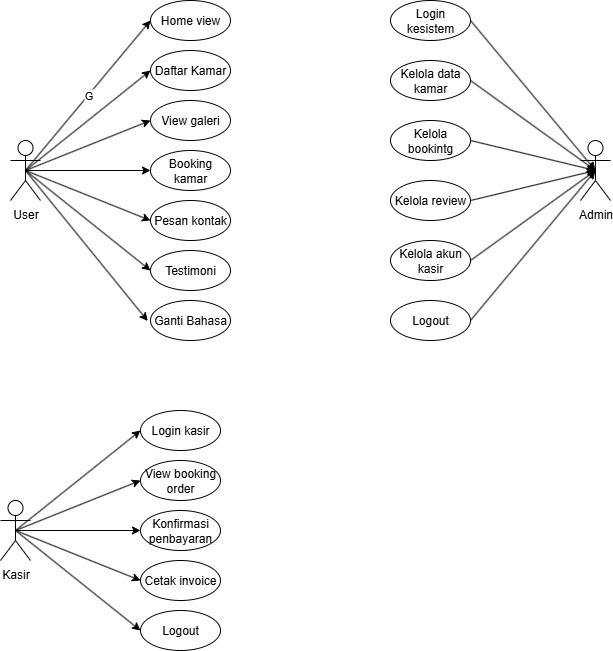 Home view
G
Daftar Kamar
View galeri
Booking
kamar
Pesan kontak
Testimoni
Ganti Bahasa
User
Login
kesistem
Kelola data
kamar
Kelola
bookintg
Kelola review
Kelola akun
kasir
Logout
Admin
Login kasir
View booking
order
Konfirmasi
penbayaran
Cetak invoice
Logout
Kasir